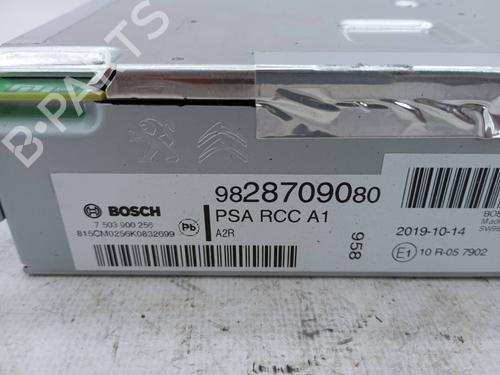 B-PARTS
BOSCH
9828709080
7 503 900 256
PSA RCC A1
815CM0256K0832699
Pb
A2R
958
2019-10-14
E1 10 R-05 7902